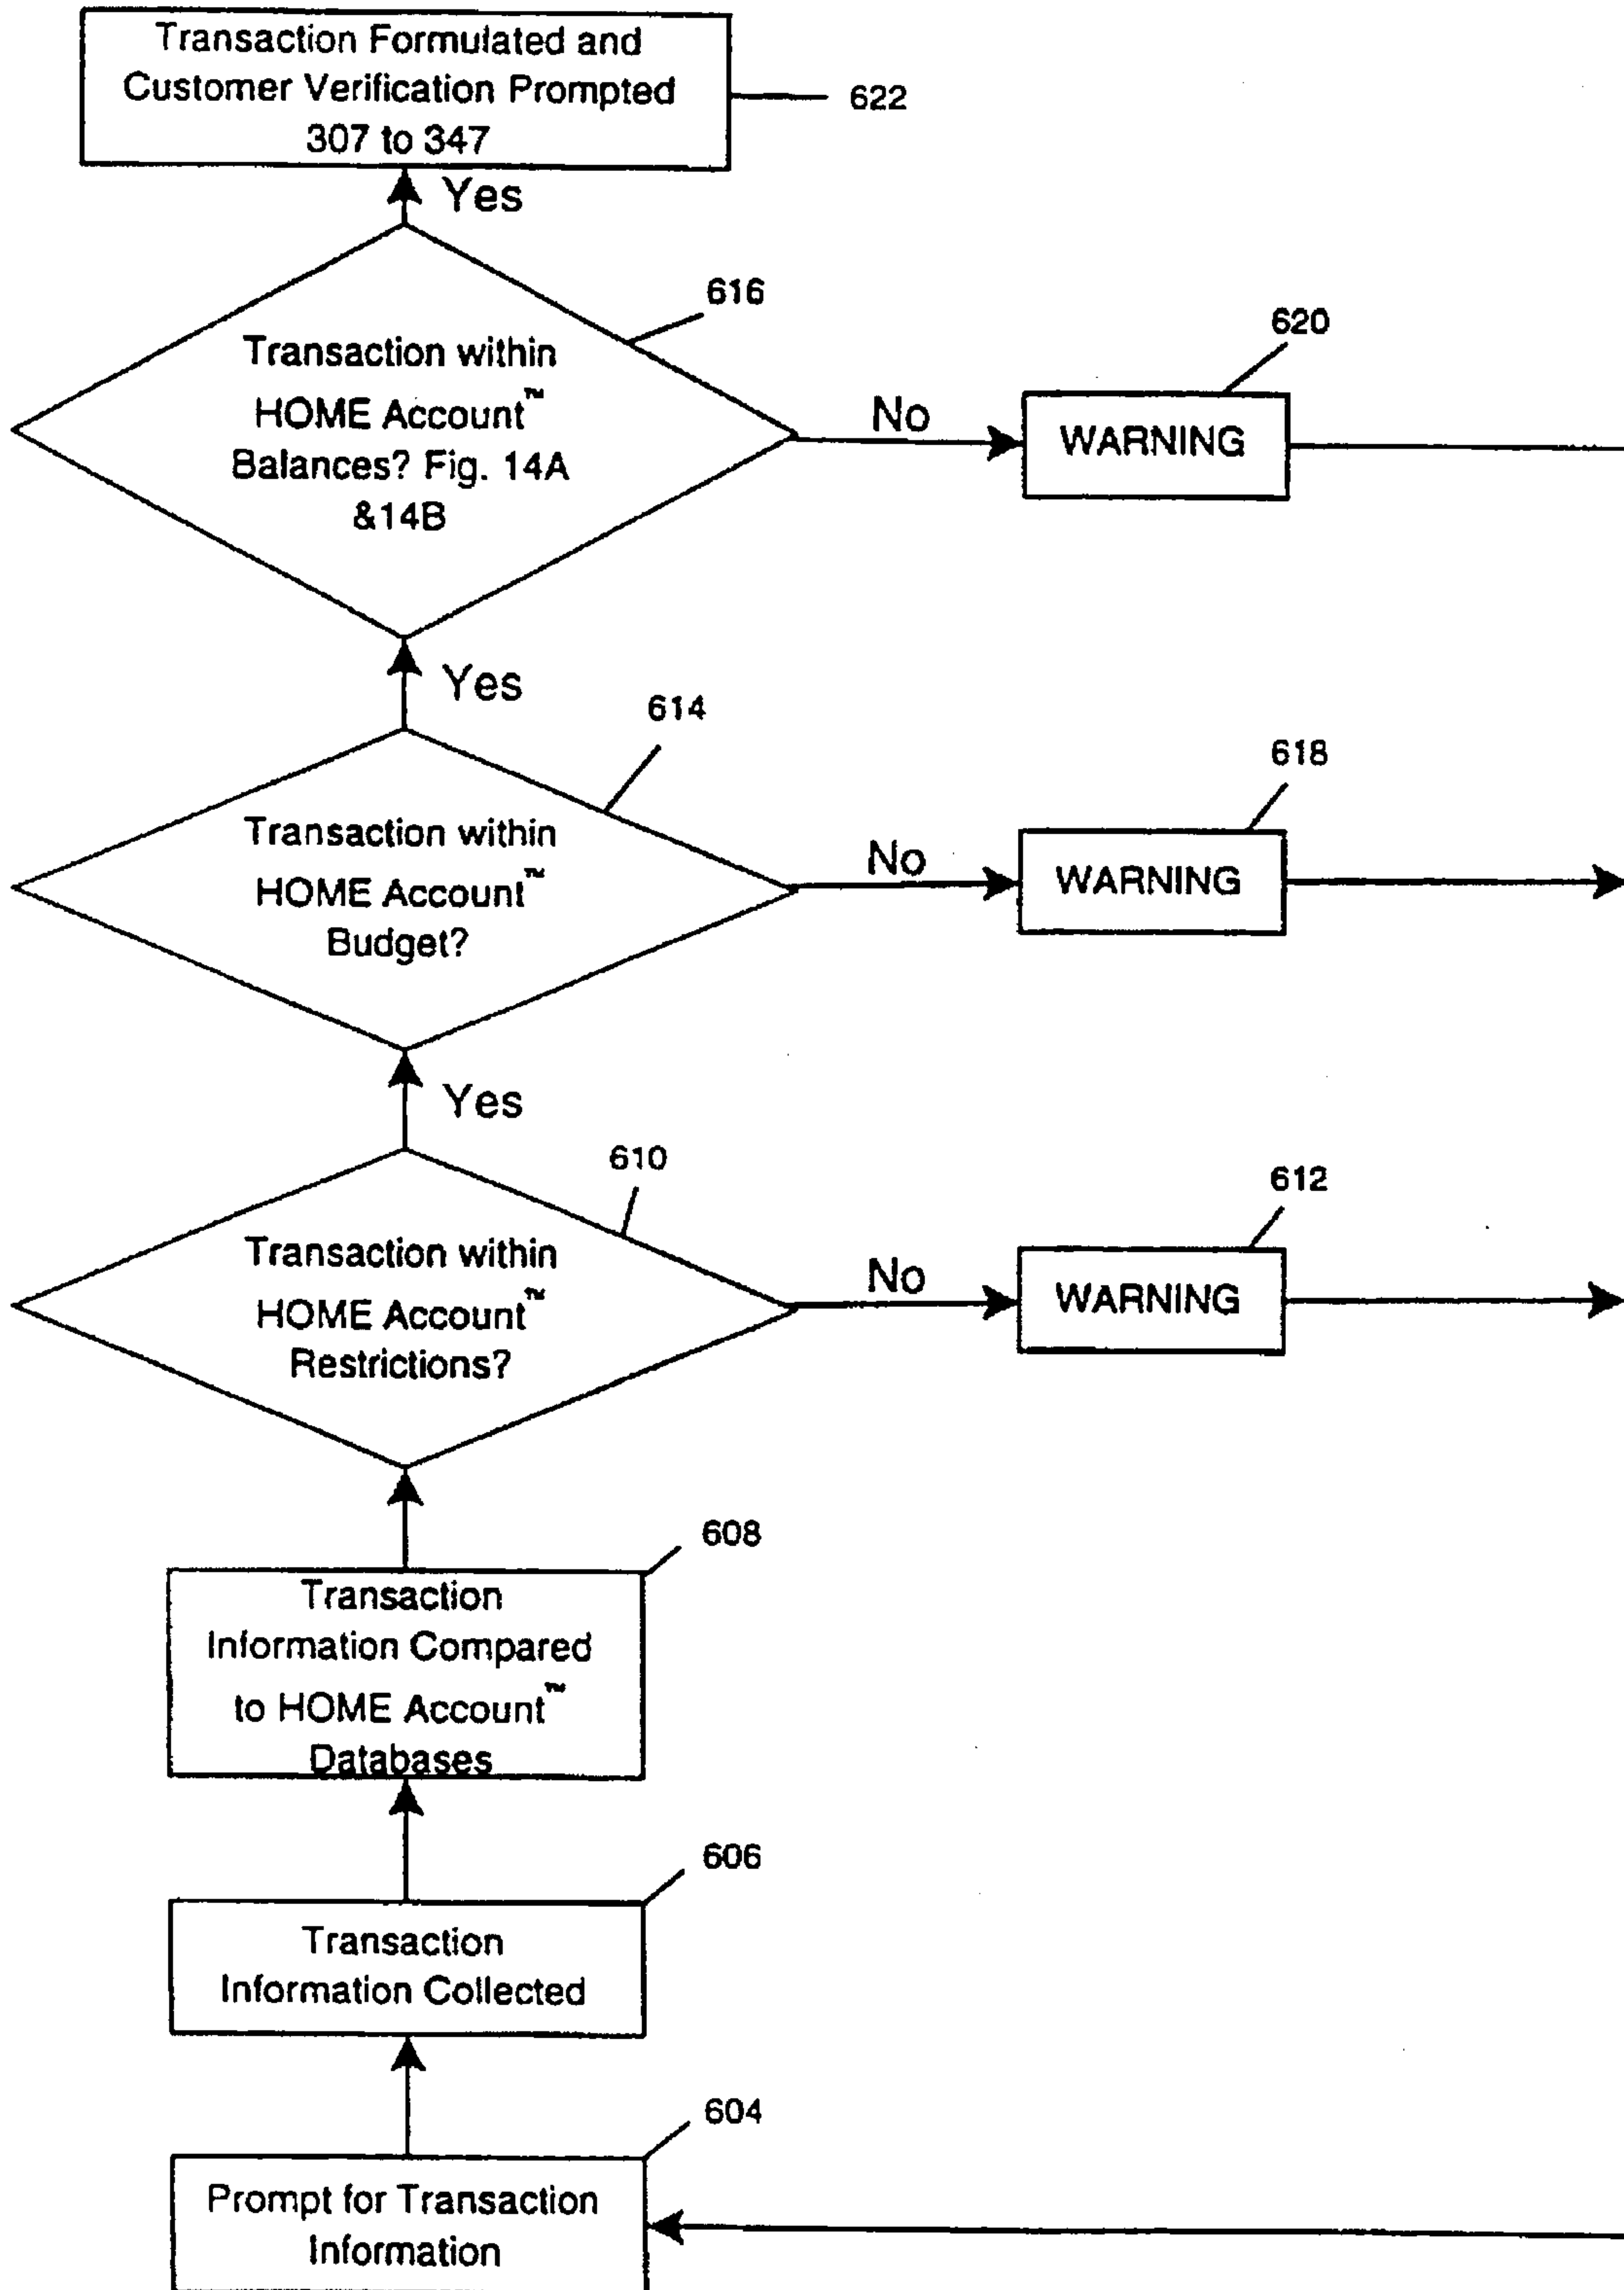 Transaction Formulated and
Customer Verification Prompted
307 to 347
622
Yes
616
Transaction within
HOME Account™
Balances? Fig. 14A
&14B
No
620
WARNING
Yes
614
Transaction within
HOME Account™
Budget?
No
618
WARNING
Yes
610
Transaction within
HOME Account™
Restrictions?
No
612
WARNING
608
Transaction
Information Compared
to HOME Account™
Databases
606
Transaction
Information Collected
604
Prompt for Transaction
Information